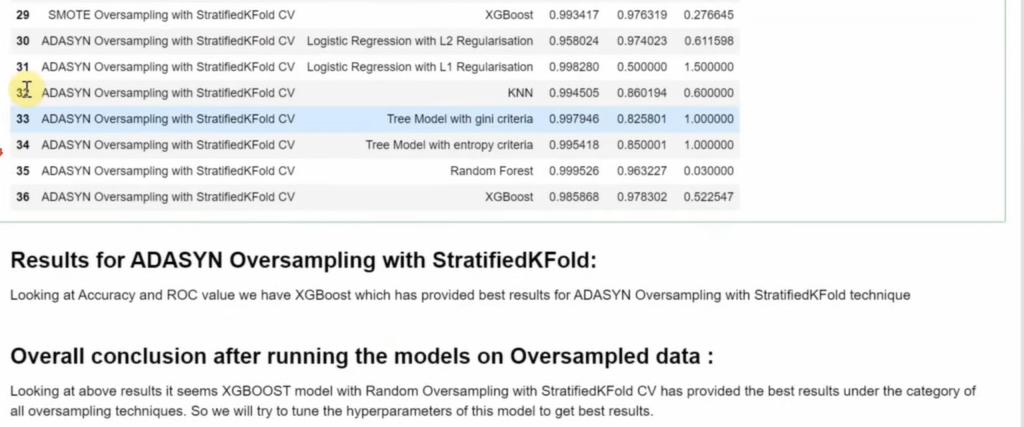 29 SMOTE Oversampling with StratifiedKFold CV XGBoost 0.993417 0.976319 0.276645
30 ADASYN Oversampling with StratifiedKFold CV Logistic Regression with L2 Regularisation 0.958024 0.974023 0.611598
31 ADASYN Oversampling with StratifiedKFold CV Logistic Regression with L1 Regularisation 0.998280 0.500000 1.500000
32 ADASYN Oversampling with StratifiedKFold CV KNN 0.994505 0.860194 0.600000
33 ADASYN Oversampling with StratifiedKFold CV Tree Model with gini criteria 0.997946 0.825801 1.000000
34 ADASYN Oversampling with StratifiedKFold CV Tree Model with entropy criteria 0.995418 0.850001 1.000000
35 ADASYN Oversampling with StratifiedKFold CV Random Forest 0.999526 0.963227 0.030000
36 ADASYN Oversampling with StratifiedKFold CV XGBoost 0.985868 0.978302 0.522547
Results for ADASYN Oversampling with StratifiedKFold:
Looking at Accuracy and ROC value we have XGBoost which has provided best results for ADASYN Oversampling with StratifiedKFold technique
Overall conclusion after running the models on Oversampled data :
Looking at above results it seems XGBOOST model with Random Oversampling with StratifiedKFold CV has provided the best results under the category of
all oversampling techniques. So we will try to tune the hyperparameters of this model to get best results.